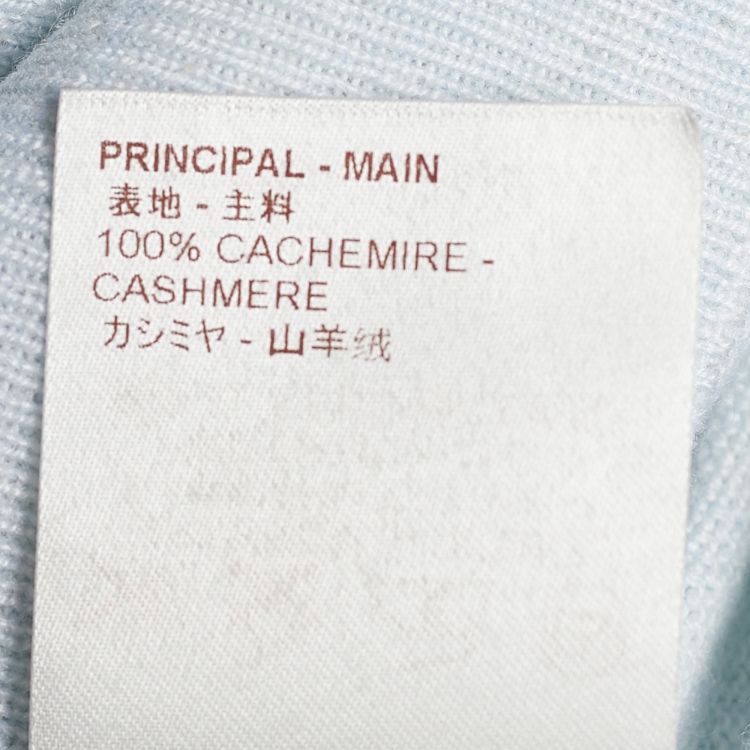 PRINCIPAL - MAIN
表地 - 主料
100% CACHEMIRE -
CASHMERE
カシミヤ - 山羊绒